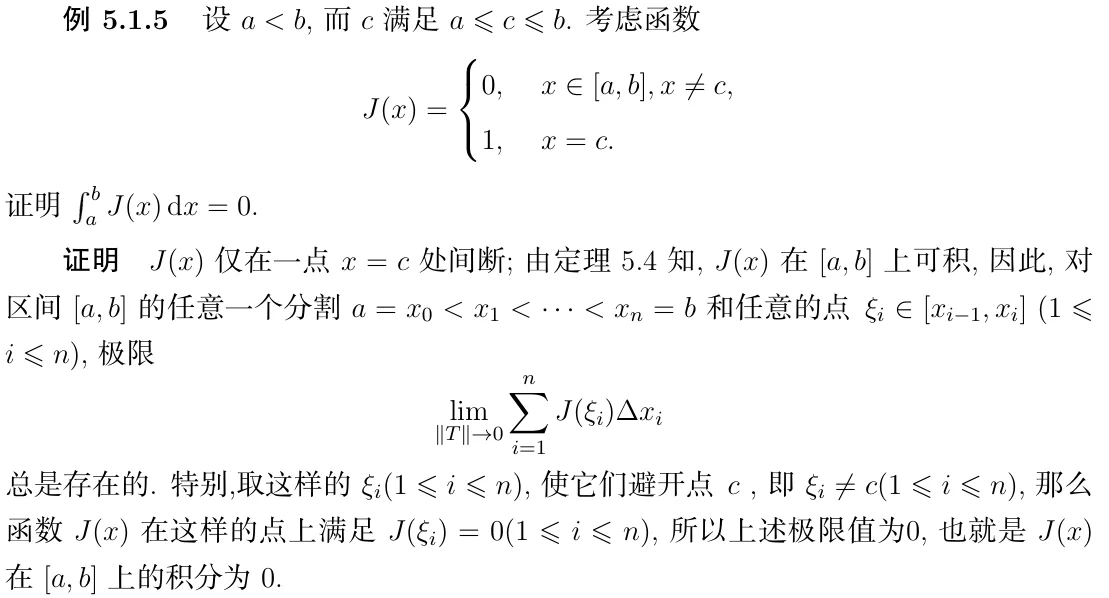 例 5.1.5 设 a < b, 而 c 满足 a ⩽ c ⩽ b. 考虑函数
J(x) = { 0, x ∈ [a, b], x ≠ c,
1, x = c.
证明 ∫_a^b J(x) dx = 0.
证明 J(x) 仅在一点 x = c 处间断; 由定理 5.4 知, J(x) 在 [a, b] 上可积, 因此, 对
区间 [a, b] 的任意一个分割 a = x_0 < x_1 < ⋯ < x_n = b 和任意的点 ξ_i ∈ [x_{i−1}, x_i] (1 ⩽
i ⩽ n), 极限
lim_{‖T‖→0} ∑_{i=1}^n J(ξ_i)Δx_i
总是存在的. 特别,取这样的 ξ_i(1 ⩽ i ⩽ n), 使它们避开点 c , 即 ξ_i ≠ c(1 ⩽ i ⩽ n), 那么
函数 J(x) 在这样的点上满足 J(ξ_i) = 0(1 ⩽ i ⩽ n), 所以上述极限值为0, 也就是 J(x)
在 [a, b] 上的积分为 0.